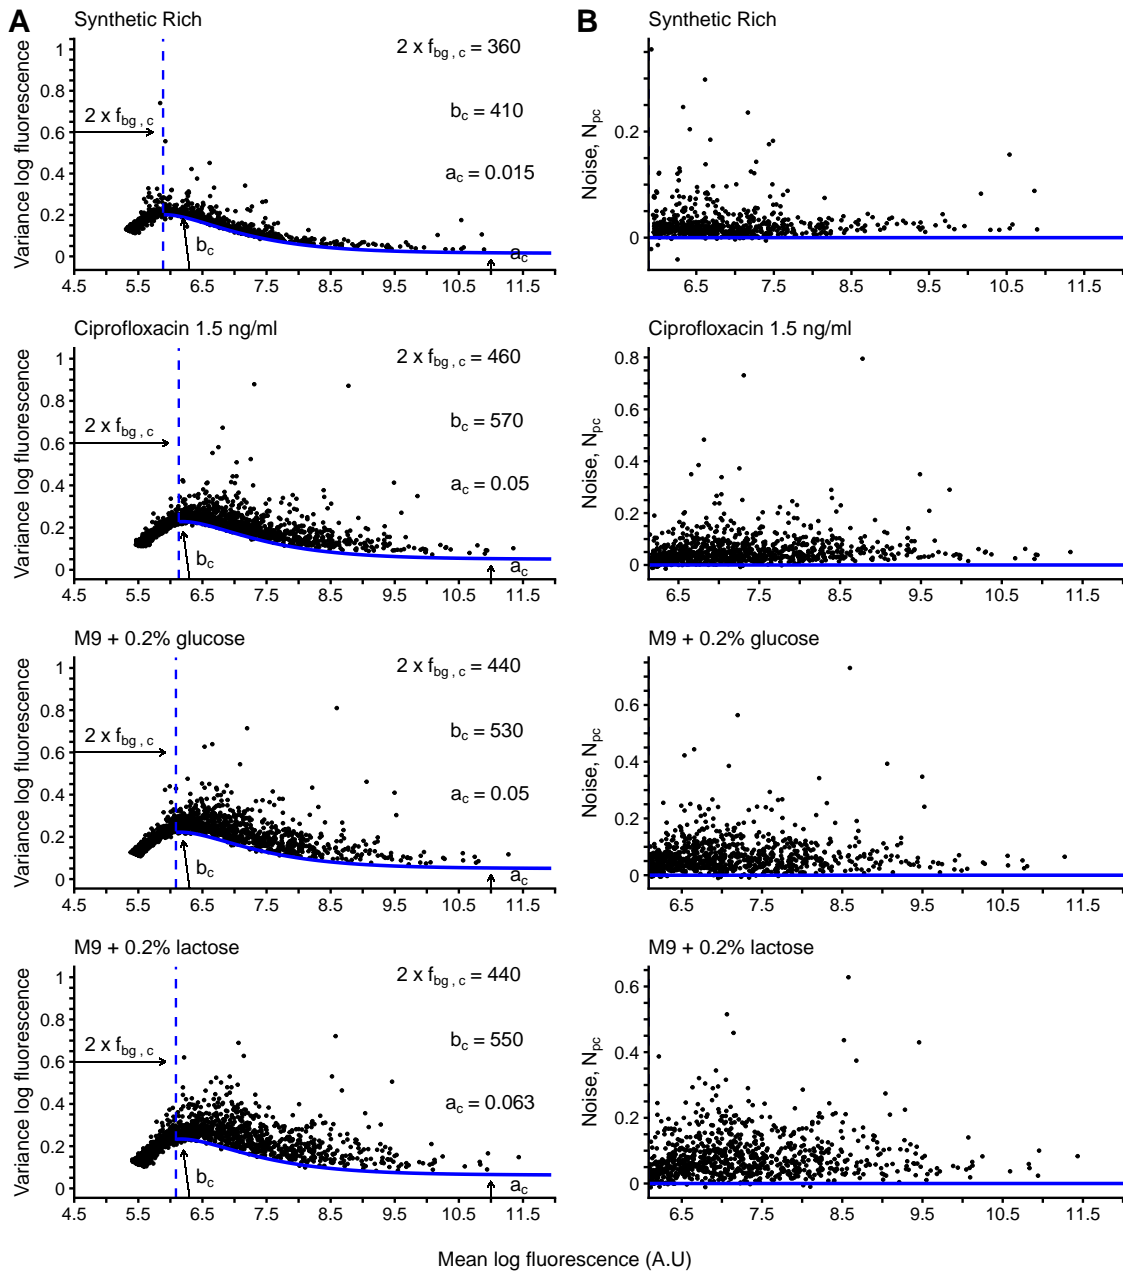 A
B
Synthetic Rich
Variance log fluorescence
1
0.8
0.6
0.4
0.2
0
2 x f_bg , c
2 x f_bg , c = 360
b_c = 410
a_c = 0.015
b_c
a_c
4.5 5.5 6.5 7.5 8.5 9.5 10.5 11.5
Synthetic Rich
Noise, N_pc
0.2
0
6.5 7.5 8.5 9.5 10.5 11.5
Ciprofloxacin 1.5 ng/ml
Variance log fluorescence
1
0.8
0.6
0.4
0.2
0
2 x f_bg , c
2 x f_bg , c = 460
b_c = 570
a_c = 0.05
b_c
a_c
4.5 5.5 6.5 7.5 8.5 9.5 10.5 11.5
Ciprofloxacin 1.5 ng/ml
Noise, N_pc
0.8
0.6
0.4
0.2
0
6.5 7.5 8.5 9.5 10.5 11.5
M9 + 0.2% glucose
Variance log fluorescence
1
0.8
0.6
0.4
0.2
0
2 x f_bg , c
2 x f_bg , c = 440
b_c = 530
a_c = 0.05
b_c
a_c
4.5 5.5 6.5 7.5 8.5 9.5 10.5 11.5
M9 + 0.2% glucose
Noise, N_pc
0.6
0.4
0.2
0
6.5 7.5 8.5 9.5 10.5 11.5
M9 + 0.2% lactose
Variance log fluorescence
1
0.8
0.6
0.4
0.2
0
2 x f_bg , c
2 x f_bg , c = 440
b_c = 550
a_c = 0.063
b_c
a_c
4.5 5.5 6.5 7.5 8.5 9.5 10.5 11.5
M9 + 0.2% lactose
Noise, N_pc
0.6
0.4
0.2
0
6.5 7.5 8.5 9.5 10.5 11.5
Mean log fluorescence (A.U)